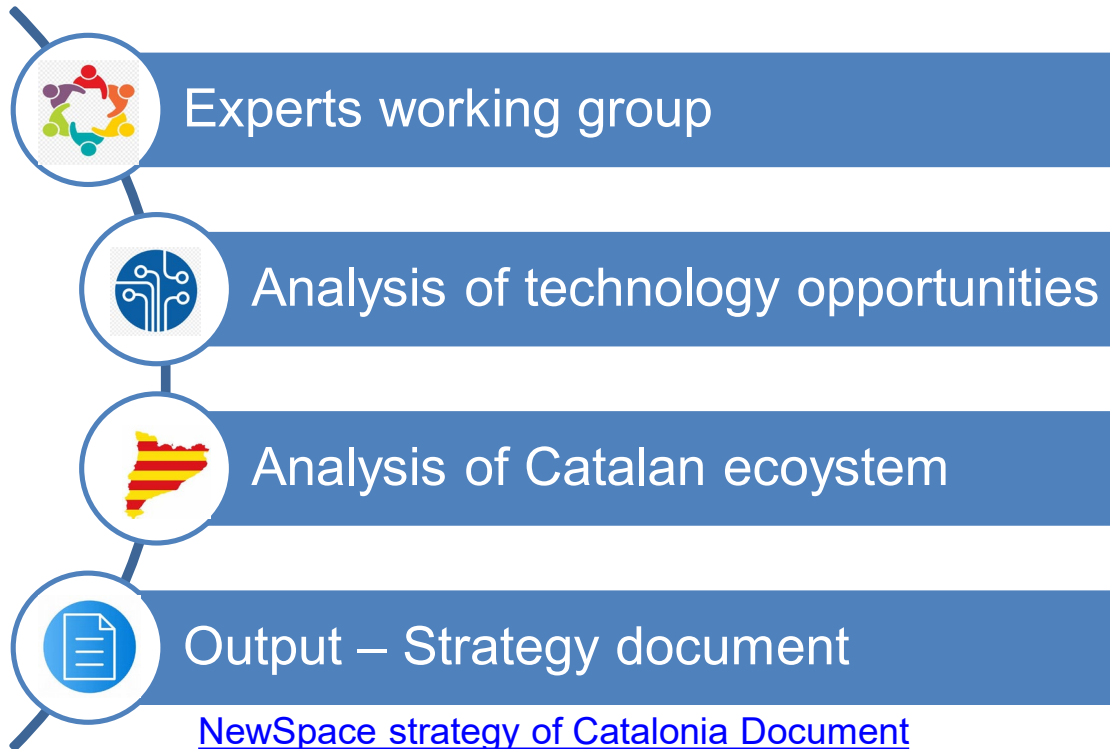 Experts working group
Analysis of technology opportunities
Analysis of Catalan ecoystem
Output – Strategy document
NewSpace strategy of Catalonia Document